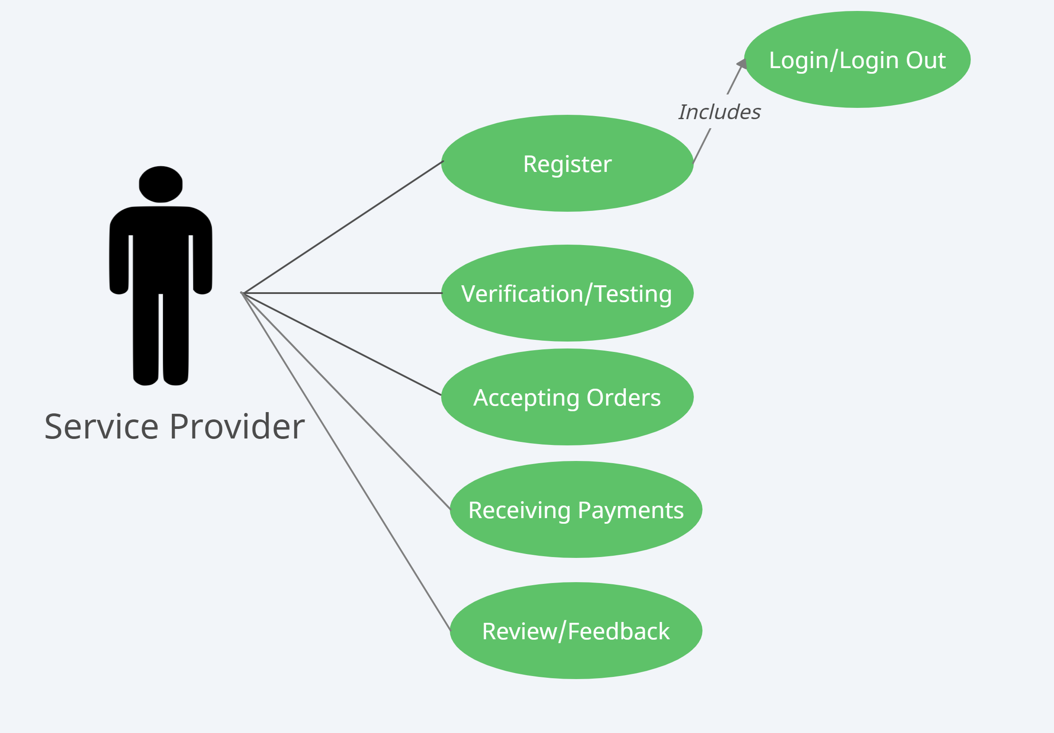 Login/Login Out
Includes
Register
Verification/Testing
Accepting Orders
Service Provider
Receiving Payments
Review/Feedback